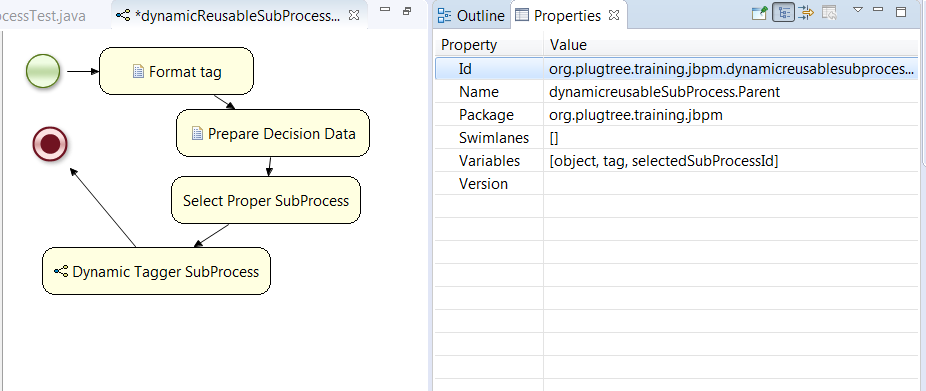 ocessTest.java
*dynamicReusableSubProcess...
Format tag
Prepare Decision Data
Select Proper SubProcess
Dynamic Tagger SubProcess
Outline
Properties
Property Value
Id org.plugtree.training.jbpm.dynamicreusablesubproces...
Name dynamicreusableSubProcess.Parent
Package org.plugtree.training.jbpm
Swimlanes []
Variables [object, tag, selectedSubProcessId]
Version